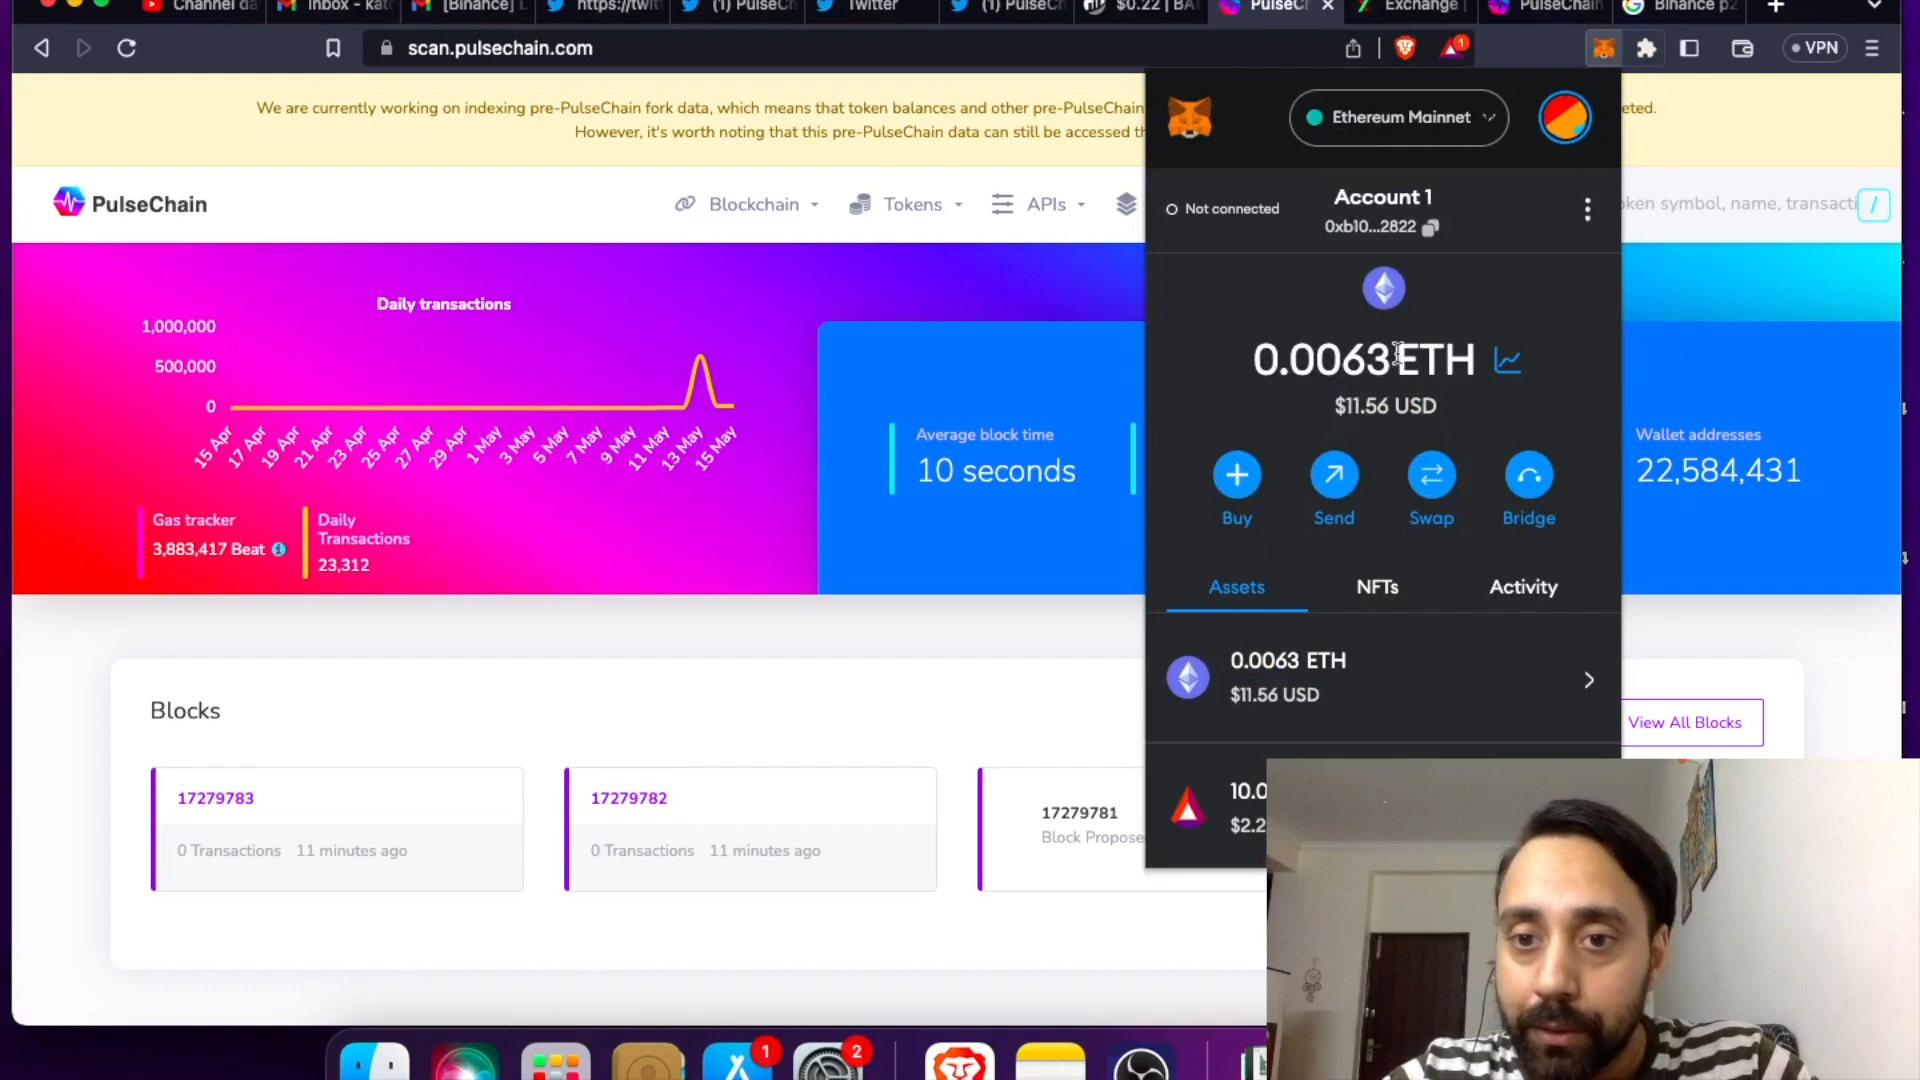 Channel da
Inbox - kat
[Binance] L
https://twit
(1) PulseCh
Twitter
(1) PulseCh
$0.22 | BA
PulseCh
Exchange
PulseChain
Binance p2
scan.pulsechain.com
1
VPN
We are currently working on indexing pre-PulseChain fork data, which means that token balances and other pre-PulseChain
eted.
However, it's worth noting that this pre-PulseChain data can still be accessed th
PulseChain
Blockchain
Tokens
APIs
oken symbol, name, transacti
/
Ethereum Mainnet
Not connected
Account 1
0xb10...2822
0.0063 ETH
$11.56 USD
Buy
Send
Swap
Bridge
Assets
NFTs
Activity
0.0063 ETH
$11.56 USD
10.0
$2.2
Daily transactions
1,000,000
500,000
0
15 Apr
17 Apr
19 Apr
21 Apr
23 Apr
25 Apr
27 Apr
29 Apr
1 May
3 May
5 May
7 May
9 May
11 May
13 May
15 May
Gas tracker
3,883,417 Beat
Daily
Transactions
23,312
Average block time
10 seconds
Wallet addresses
22,584,431
Blocks
View All Blocks
17279783
0 Transactions 11 minutes ago
17279782
0 Transactions 11 minutes ago
17279781
Block Propose
1
2